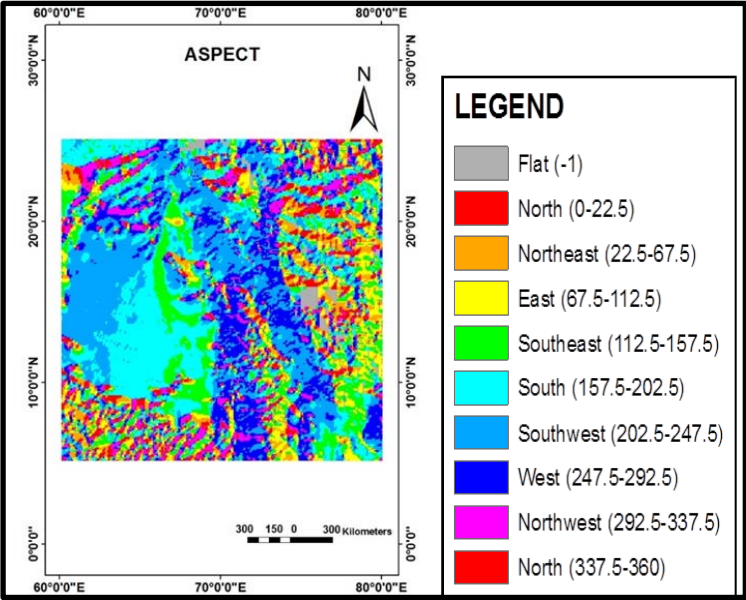 60°0'0"E 70°0'0"E 80°0'0"E
ASPECT
N
30°0'0"N 30°0'0"N
20°0'0"N 20°0'0"N
10°0'0"N 10°0'0"N
0°0'0" 0°0'0"
300 150 0 300 Kilometers
60°0'0"E 70°0'0"E 80°0'0"E
LEGEND
Flat (-1)
North (0-22.5)
Northeast (22.5-67.5)
East (67.5-112.5)
Southeast (112.5-157.5)
South (157.5-202.5)
Southwest (202.5-247.5)
West (247.5-292.5)
Northwest (292.5-337.5)
North (337.5-360)